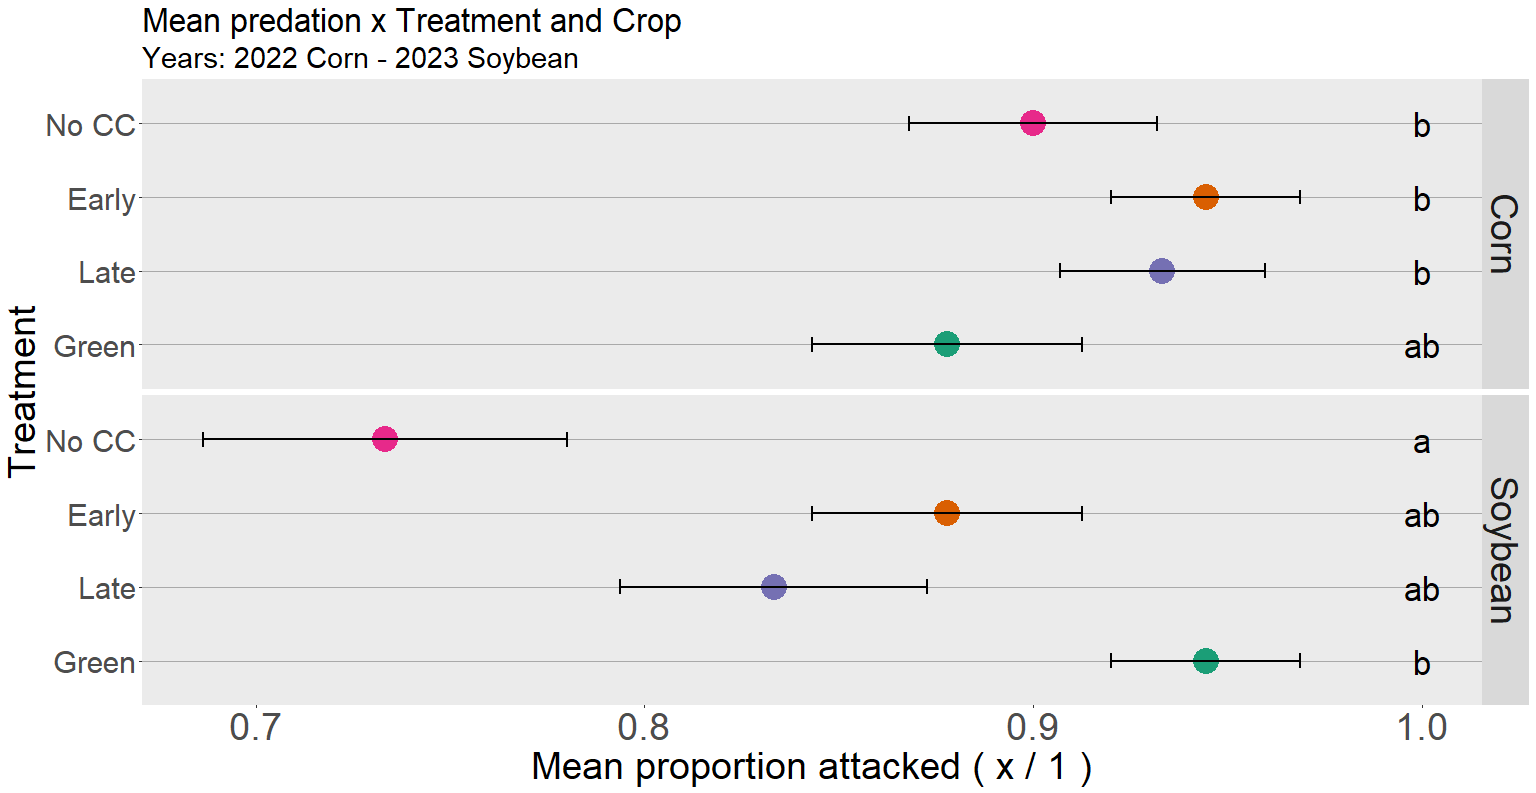 Mean predation x Treatment and Crop
Years: 2022 Corn - 2023 Soybean
Treatment
No CC
b
Early
b
Late
b
Green
ab
Corn
No CC
a
Early
ab
Late
ab
Green
b
Soybean
0.7
0.8
0.9
1.0
Mean proportion attacked ( x / 1 )